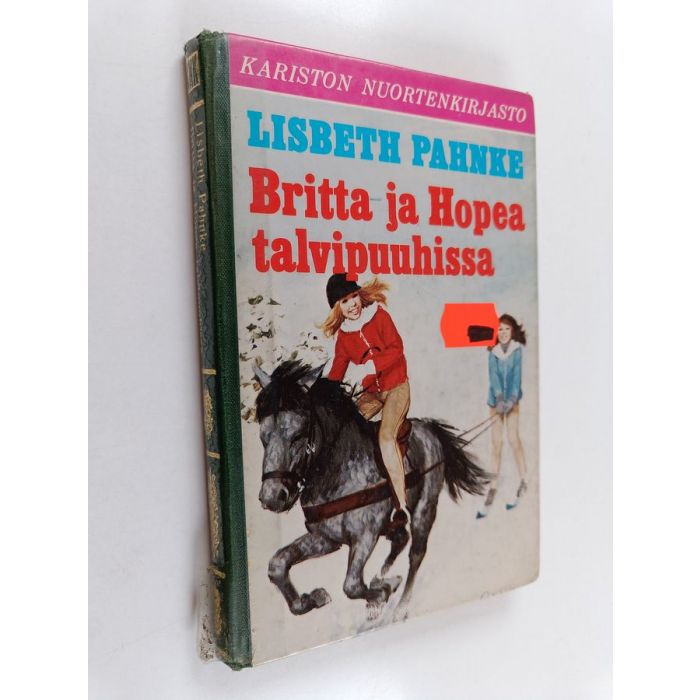 KARISTON NUORTENKIRJASTO
LISBETH PAHNKE
Britta ja Hopea
talvipuuhissa
Lisbeth Pahnke